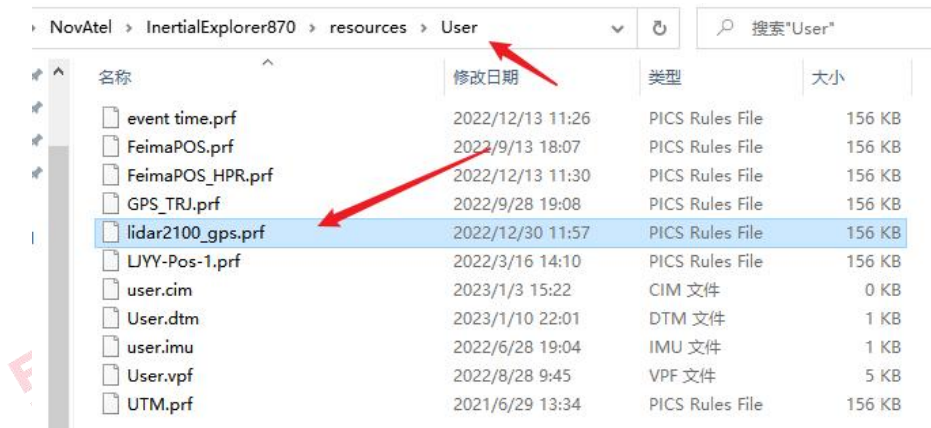 NovAtel › InertialExplorer870 › resources › User 搜索"User"
名称 修改日期 类型 大小
event time.prf 2022/12/13 11:26 PICS Rules File 156 KB
FeimaPOS.prf 2022/9/13 18:07 PICS Rules File 156 KB
FeimaPOS_HPR.prf 2022/12/13 11:30 PICS Rules File 156 KB
GPS_TRJ.prf 2022/9/28 19:08 PICS Rules File 156 KB
lidar2100_gps.prf 2022/12/30 11:57 PICS Rules File 156 KB
LJYY-Pos-1.prf 2022/3/16 14:10 PICS Rules File 156 KB
user.cim 2023/1/3 15:22 CIM 文件 0 KB
User.dtm 2023/1/10 22:01 DTM 文件 1 KB
user.imu 2022/6/28 19:04 IMU 文件 1 KB
User.vpf 2022/8/28 9:45 VPF 文件 5 KB
UTM.prf 2021/6/29 13:34 PICS Rules File 156 KB